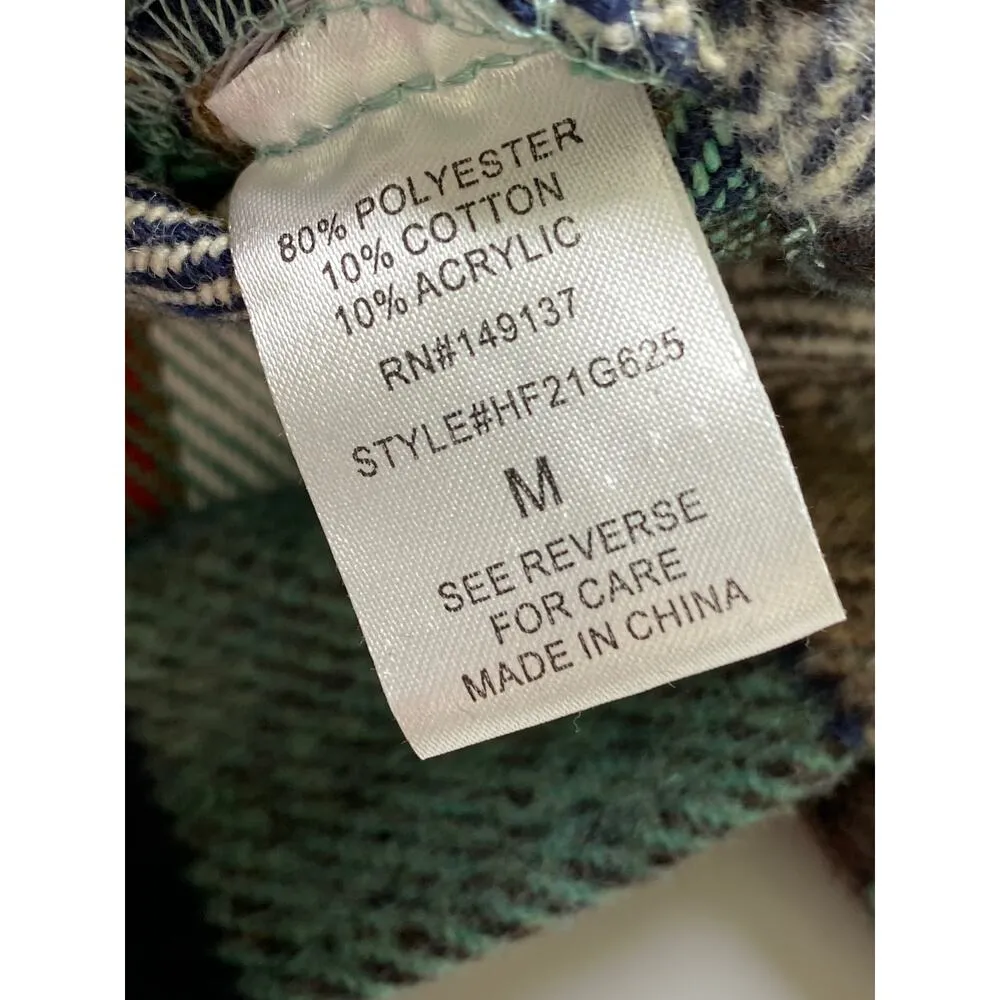 80% POLYESTER
10% COTTON
10% ACRYLIC
RN#149137
STYLE#HF21G625
M
SEE REVERSE
FOR CARE
MADE IN CHINA